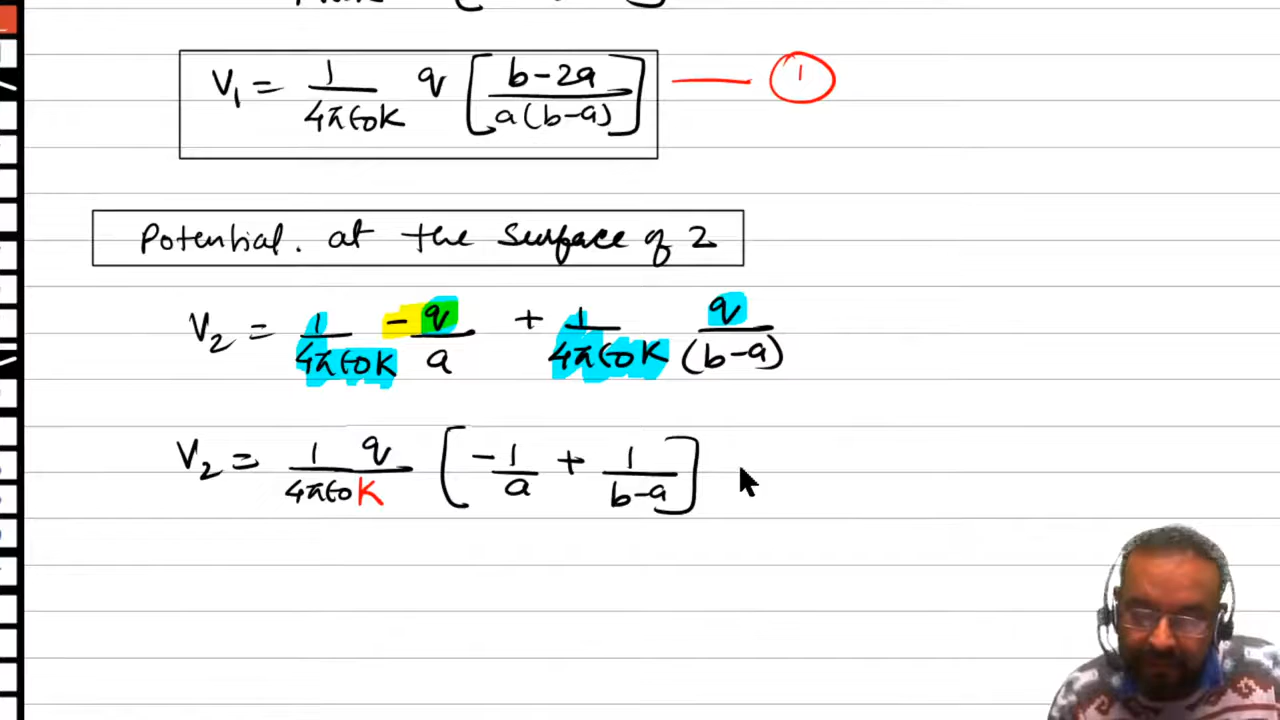 V₁ = 1/4πϵ0K q [b-2a/a(b-a)] — 1
Potential. at the surface of 2
V₂ = 1/4πϵ0K -q/a + 1/4πϵ0K q/(b-a)
V₂ = 1 q/4πϵ0K [-1/a + 1/b-a]